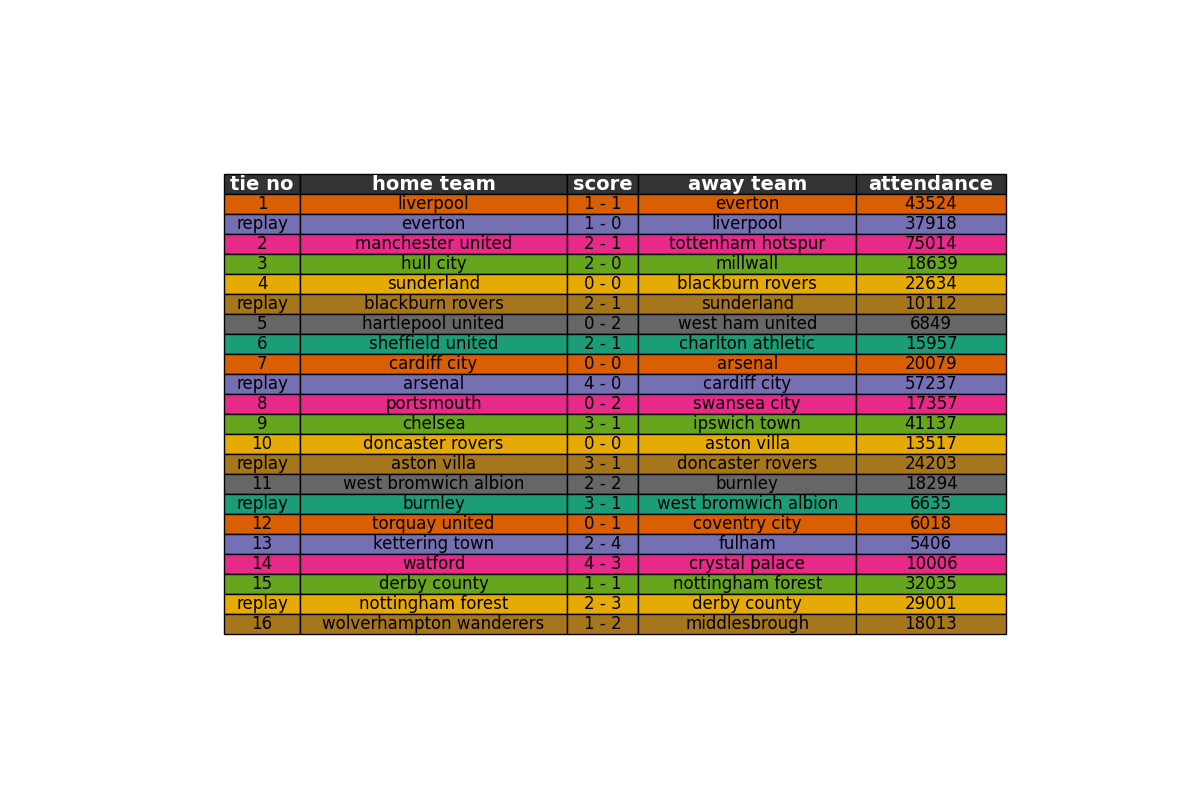 tie no home team score away team attendance
1 liverpool 1 - 1 everton 43524
replay everton 1 - 0 liverpool 37918
2 manchester united 2 - 1 tottenham hotspur 75014
3 hull city 2 - 0 millwall 18639
4 sunderland 0 - 0 blackburn rovers 22634
replay blackburn rovers 2 - 1 sunderland 10112
5 hartlepool united 0 - 2 west ham united 6849
6 sheffield united 2 - 1 charlton athletic 15957
7 cardiff city 0 - 0 arsenal 20079
replay arsenal 4 - 0 cardiff city 57237
8 portsmouth 0 - 2 swansea city 17357
9 chelsea 3 - 1 ipswich town 41137
10 doncaster rovers 0 - 0 aston villa 13517
replay aston villa 3 - 1 doncaster rovers 24203
11 west bromwich albion 2 - 2 burnley 18294
replay burnley 3 - 1 west bromwich albion 6635
12 torquay united 0 - 1 coventry city 6018
13 kettering town 2 - 4 fulham 5406
14 watford 4 - 3 crystal palace 10006
15 derby county 1 - 1 nottingham forest 32035
replay nottingham forest 2 - 3 derby county 29001
16 wolverhampton wanderers 1 - 2 middlesbrough 18013